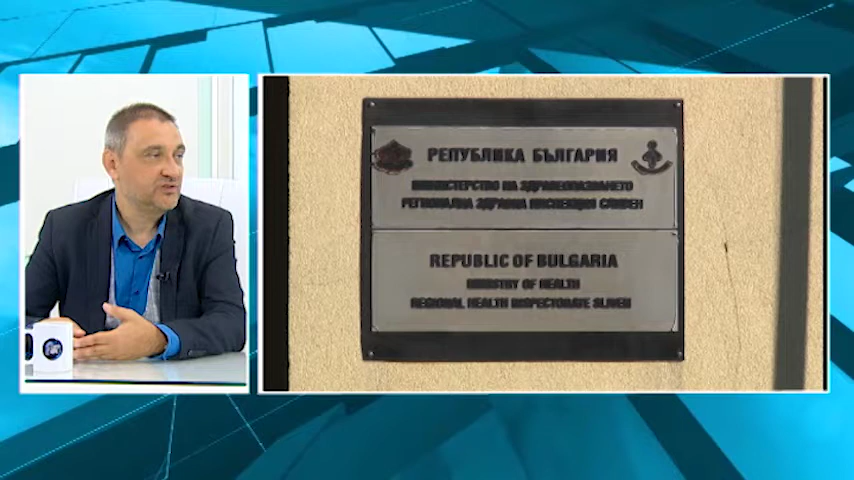 РЕПУБЛИКА БЪЛГАРИЯ
МИНИСТЕРСТВО НА ЗДРАВЕОПАЗВАНЕТО
РЕГИОНАЛНА ЗДРАВНА ИНСПЕКЦИЯ СЛИВЕН
REPUBLIC OF BULGARIA
MINISTRY OF HEALTH
REGIONAL HEALTH INSPECTORATE SLIVEN